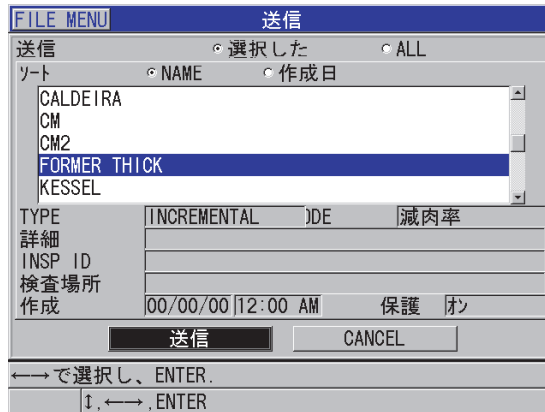 FILE MENU 送信
送信 選択した ALL
ソート NAME 作成日
CALDEIRA
CM
CM2
FORMER THICK
KESSEL
TYPE INCREMENTAL ODE 減肉率
詳細
INSP ID
検査場所
作成 00/00/00 12:00 AM 保護 オン
送信 CANCEL
←→で選択し、ENTER.
↕,←→,ENTER